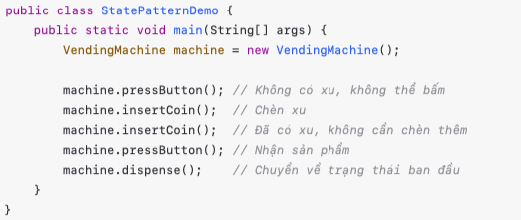 public class StatePatternDemo {
public static void main(String[] args) {
VendingMachine machine = new VendingMachine();
machine.pressButton(); // Không có xu, không thể bấm
machine.insertCoin(); // Chèn xu
machine.insertCoin(); // Đã có xu, không cần chèn thêm
machine.pressButton(); // Nhận sản phẩm
machine.dispense(); // Chuyển về trạng thái ban đầu
}
}